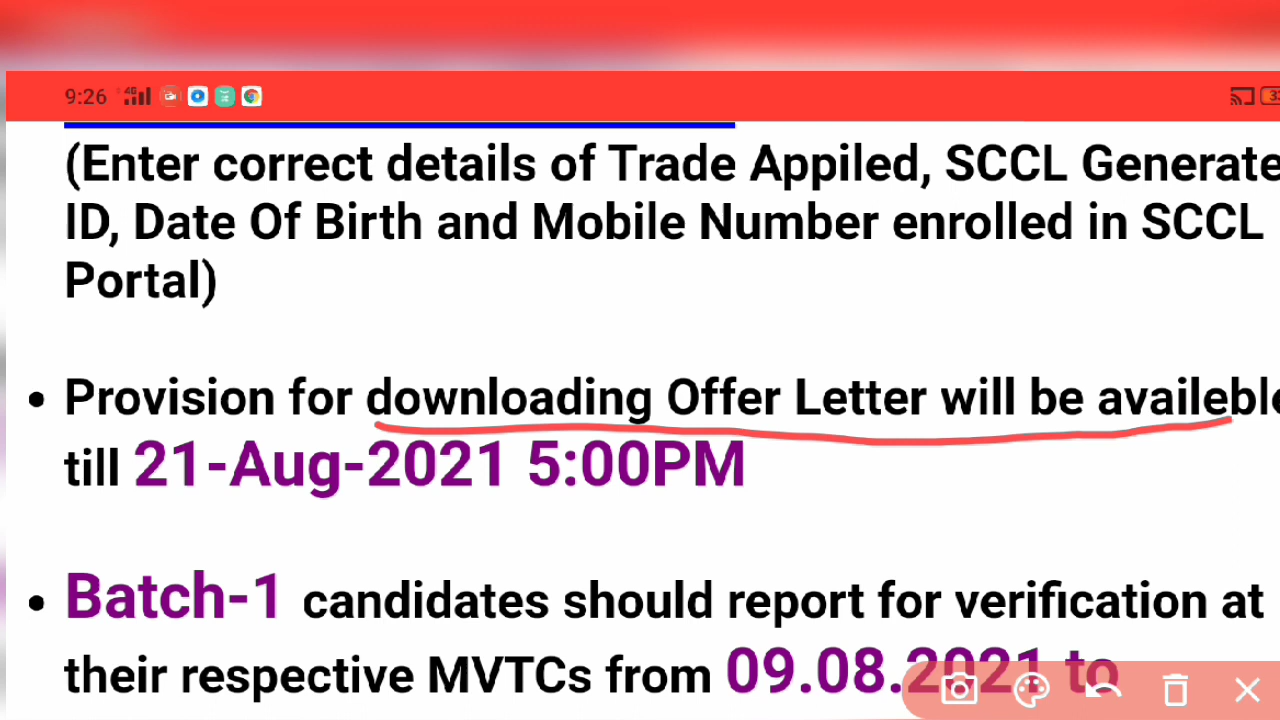 9:26 4G 33
(Enter correct details of Trade Appiled, SCCL Generate
ID, Date Of Birth and Mobile Number enrolled in SCCL
Portal)
• Provision for downloading Offer Letter will be availeble
till 21-Aug-2021 5:00PM
• Batch-1 candidates should report for verification at
their respective MVTCs from 09.08.2021 to